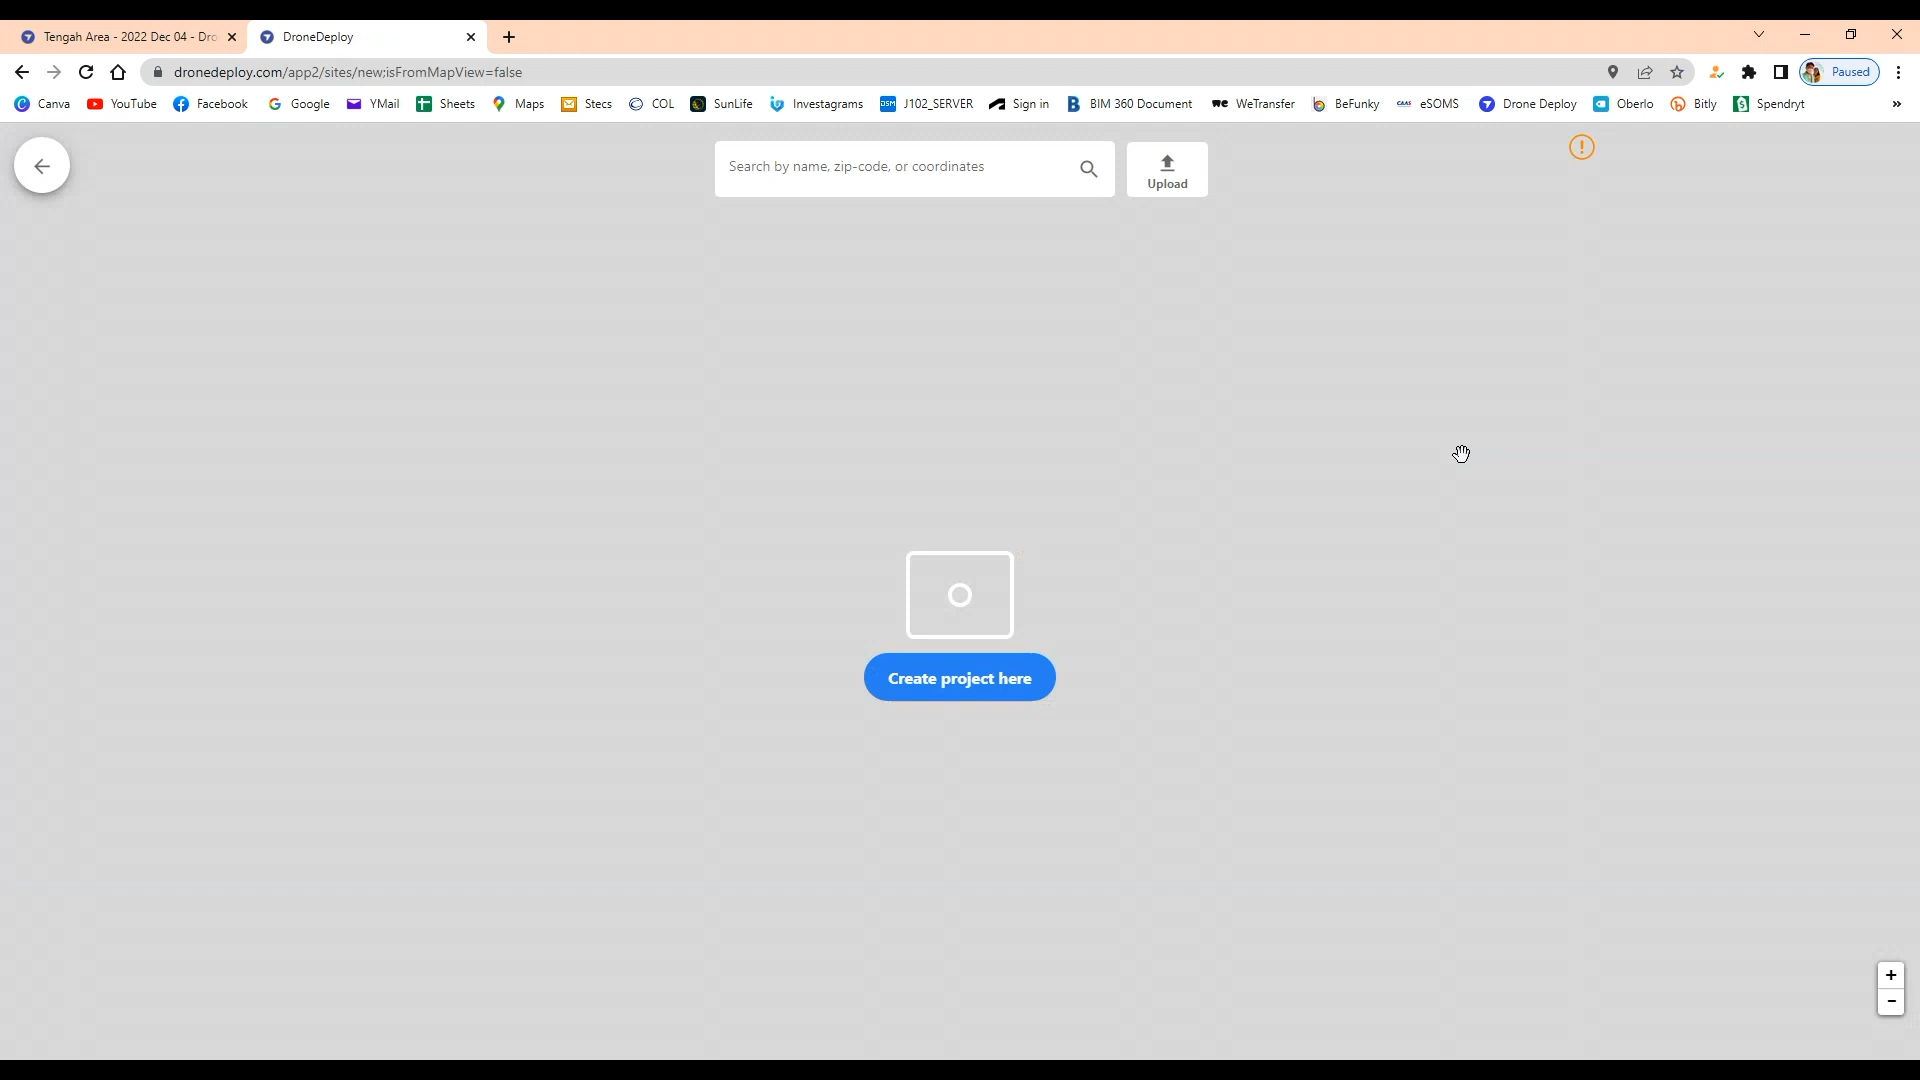 Tengah Area - 2022 Dec 04 - Dro
DroneDeploy
dronedeploy.com/app2/sites/new;isFromMapView=false
Paused
Canva YouTube Facebook Google YMail Sheets Maps Stecs COL SunLife Investagrams J102_SERVER Sign in BIM 360 Document WeTransfer BeFunky eSOMS Drone Deploy Oberlo Bitly Spendryt »
Search by name, zip-code, or coordinates
Upload
Create project here
+
-